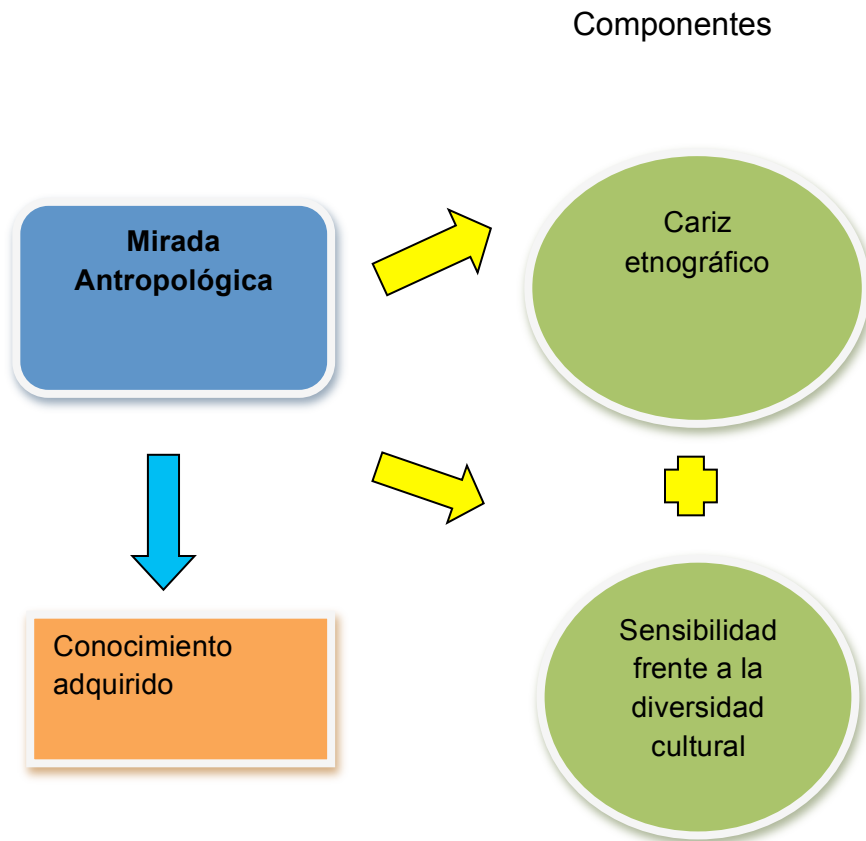 Componentes
Mirada
Antropológica
Cariz
etnográfico
Conocimiento
adquirido
Sensibilidad
frente a la
diversidad
cultural